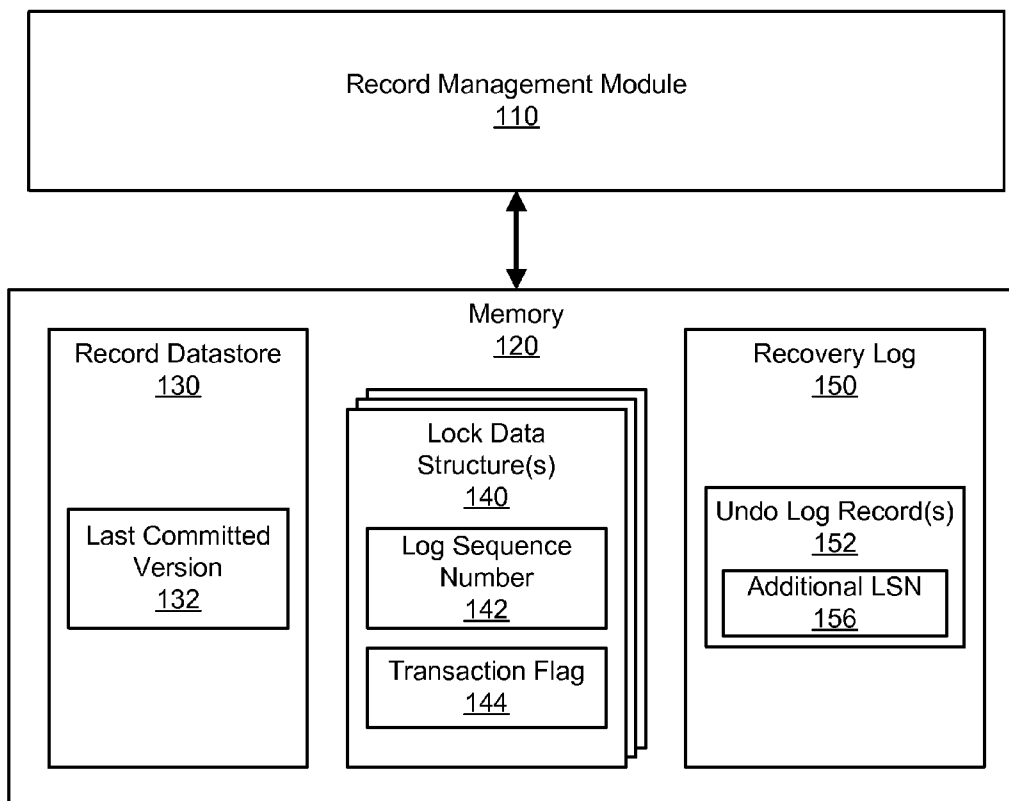 Record Management Module
110
Memory
120
Record Datastore
130
Last Committed
Version
132
Lock Data
Structure(s)
140
Log Sequence
Number
142
Transaction Flag
144
Recovery Log
150
Undo Log Record(s)
152
Additional LSN
156